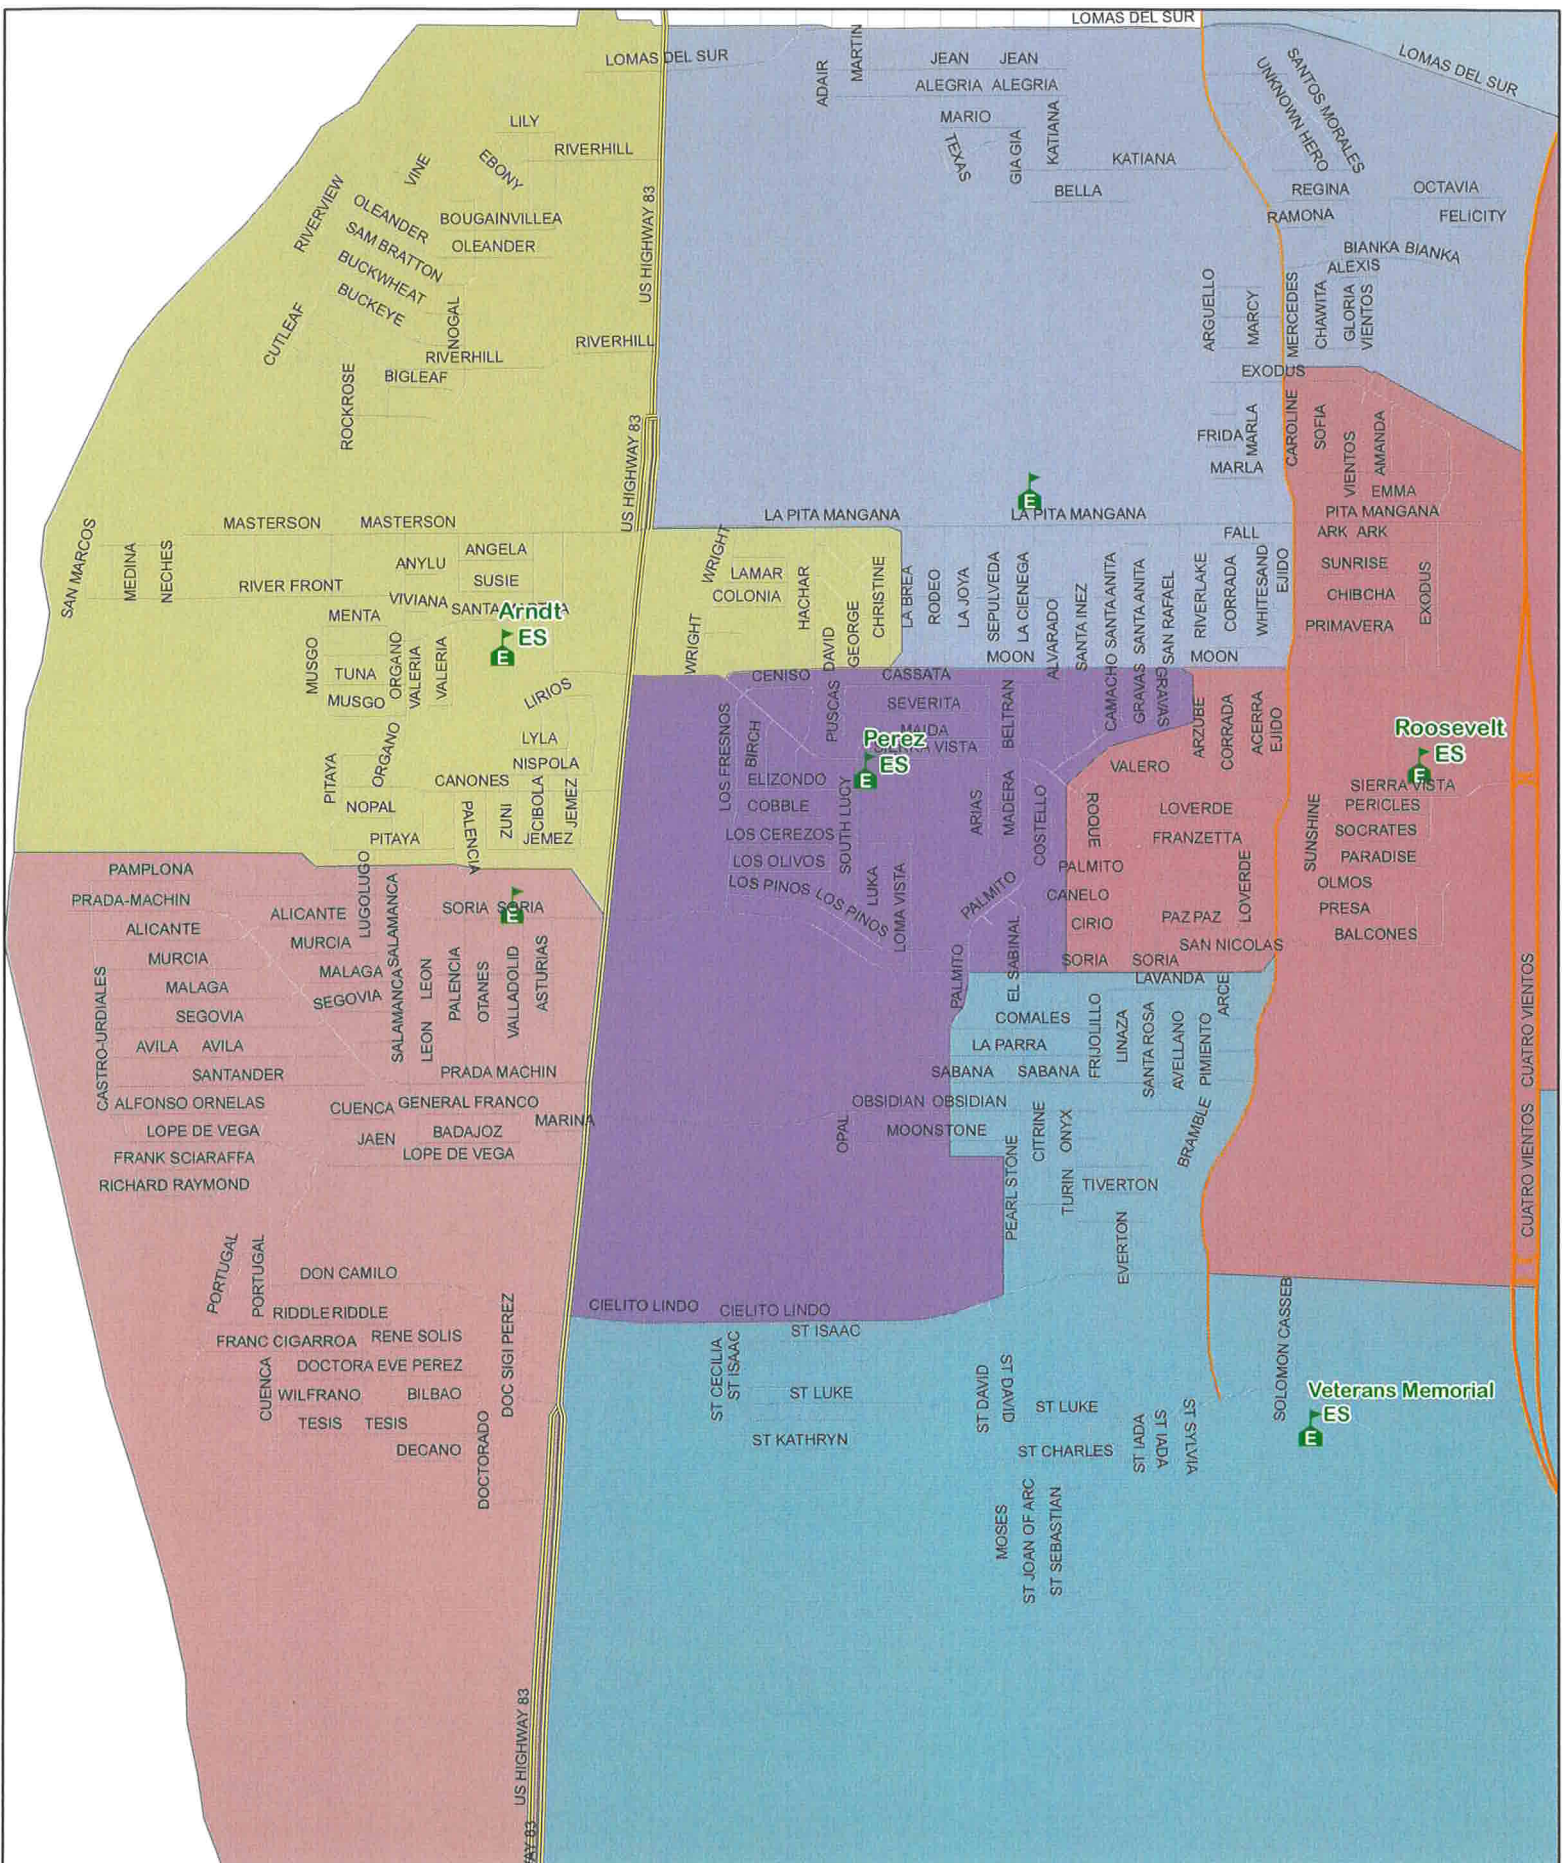 LOMAS DEL SUR
LOMAS DEL SUR
LOMAS DEL SUR
MARTIN
ADAIR
JEAN JEAN
ALEGRIA ALEGRIA
MARIO
TEXAS
GIA GIA
KATIANA
KATIANA
BELLA
SANTOS MORALES
UNKNOWN HERO
REGINA
OCTAVIA
RAMONA
FELICITY
BIANKA BIANKA
ALEXIS
LILY
RIVERHILL
VINE
EBONY
RIVERVIEW
OLEANDER
BOUGAINVILLEA
SAM BRATTON
OLEANDER
BUCKWHEAT
BUCKEYE
NOGAL
CUTLEAF
RIVERHILL
RIVERHILL
BIGLEAF
ROCKROSE
US HIGHWAY 83
US HIGHWAY 83
ARGUELLO
MARCY
MERCEDES
CHAWITA
GLORIA
VIENTOS
EXODUS
FRIDA
MARLA
MARLA
CAROLINE
SOFIA
VIENTOS
AMANDA
EMMA
E
LA PITA MANGANA
LA PITA MANGANA
PITA MANGANA
FALL
ARK ARK
SUNRISE
CHIBCHA
PRIMAVERA
EXODUS
SAN MARCOS
MEDINA
NECHES
MASTERSON
MASTERSON
ANGELA
ANYLU
SUSIE
RIVER FRONT
VIVIANA
MENTA
Arndt
ES
E
MUSGO
TUNA
MUSGO
ORGANO
VALERIA
VALERIA
LIRIOS
ORGANO
LYLA
NISPOLA
PITAYA
CANONES
NOPAL
PITAYA
PALENCIA
ZUNI
CIBOLA
JEMEZ
JEMEZ
WRIGHT
LAMAR
COLONIA
WRIGHT
HACHAR
DAVID
GEORGE
CHRISTINE
LA BREA
RODEO
LA JOYA
SEPULVEDA
LA CIENEGA
ALVARADO
SANTA INEZ
CAMACHO SANTA ANITA
GRAVAS SANTA ANITA
SAN RAFAEL
GRAVAS
RIVERLAKE
CORRADA
WHITESAND
EJIDO
MOON
MOON
CENISO
CASSATA
SEVERITA
MAIDA
SIERRA VISTA
Perez
ES
E
PUSCAS
LOS FRESNOS
BIRCH
ELIZONDO
COBBLE
LOS CEREZOS
LOS OLIVOS
LOS PINOS
LOS PINOS
SOUTH LUCY
LUKA
LOMA VISTA
BELTRAN
ARIAS
MADERA
COSTELLO
PALMITO
PALMITO
EL SABINAL
ARZUBE
CORRADA
ACERRA
EJIDO
VALERO
ROQUE
LOVERDE
FRANZETTA
PALMITO
CANELO
CIRIO
PAZ PAZ
LOVERDE
SAN NICOLAS
SORIA
SORIA
LAVANDA
Roosevelt
ES
E
SIERRA VISTA
PERICLES
SOCRATES
PARADISE
SUNSHINE
OLMOS
PRESA
BALCONES
CUATRO VIENTOS
CUATRO VIENTOS
PAMPLONA
PRADA-MACHIN
ALICANTE
MURCIA
MALAGA
SEGOVIA
AVILA
AVILA
SANTANDER
ALFONSO ORNELAS
LOPE DE VEGA
FRANK SCIARAFFA
RICHARD RAYMOND
CASTRO-URDIALES
ALICANTE
MURCIA
MALAGA
SEGOVIA
LUGOLUGO
SALAMANCA
SALAMANCA
LEON
LEON
SORIA SORIA
E
PALENCIA
OTANES
VALLADOLID
ASTURIAS
PRADA MACHIN
CUENCA
GENERAL FRANCO
MARINA
JAEN
BADAJOZ
LOPE DE VEGA
PORTUGAL
PORTUGAL
DON CAMILO
RIDDLE RIDDLE
FRANC CIGARROA
RENE SOLIS
DOCTORA EVE PEREZ
CUENCA
WILFRANO
BILBAO
TESIS
TESIS
DECANO
DOC SIGI PEREZ
DOCTORADO
COMALES
LA PARRA
SABANA
SABANA
FRIJOLILLO
LINAZA
SANTA ROSA
AVELLANO
PIMIENTO
ARCE
BRAMBLE
OBSIDIAN OBSIDIAN
MOONSTONE
OPAL
CITRINE
ONYX
PEARL STONE
TURIN
TIVERTON
EVERTON
CIELITO LINDO
CIELITO LINDO
ST ISAAC
ST CECILIA
ST ISAAC
ST LUKE
ST KATHRYN
ST DAVID
ST DAVID
ST LUKE
ST CHARLES
ST IADA
ST IADA
ST SYLVIA
SOLOMON CASSEB
Veterans Memorial
ES
E
MOSES
ST JOAN OF ARC
ST SEBASTIAN
US HIGHWAY 83